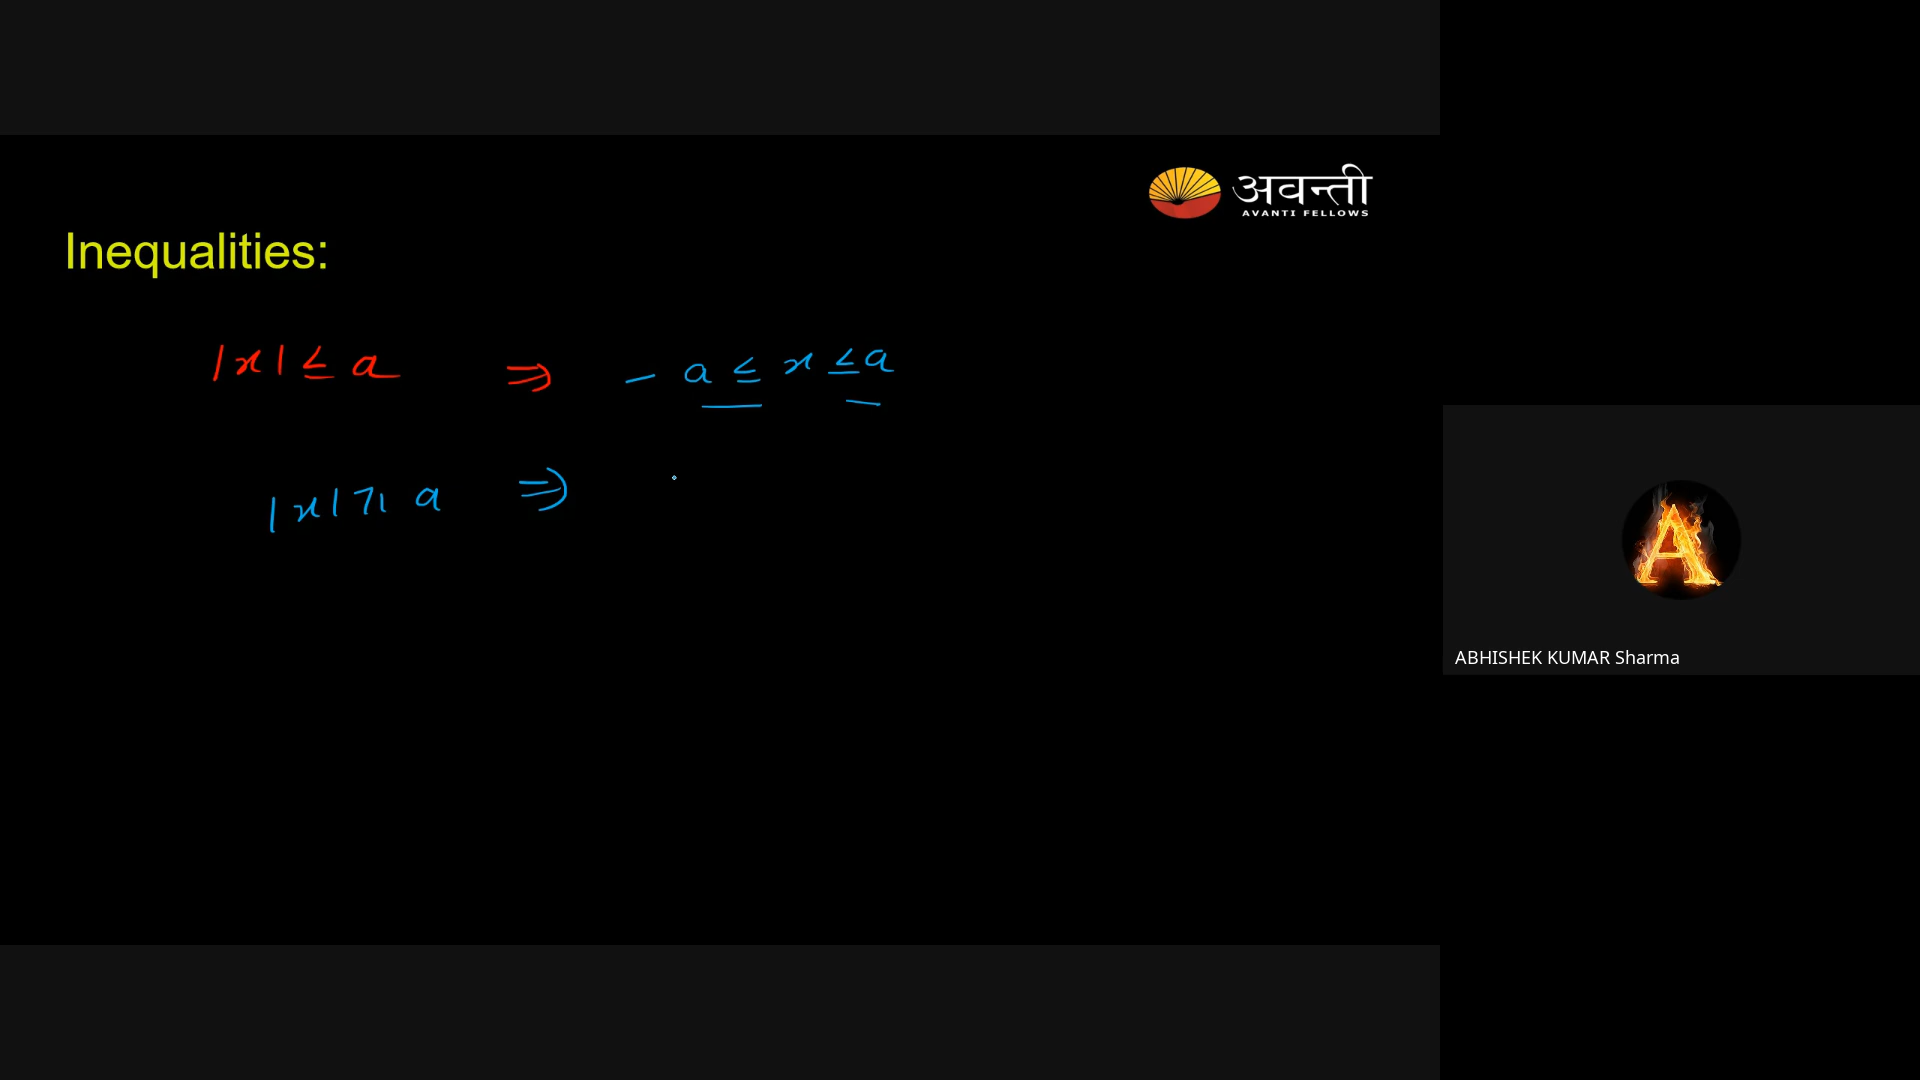 अवन्ती
AVANTI FELLOWS
Inequalities:
|x| ≤ a ⇒ - a ≤ x ≤ a
|x| ≥ a ⇒
ABHISHEK KUMAR Sharma